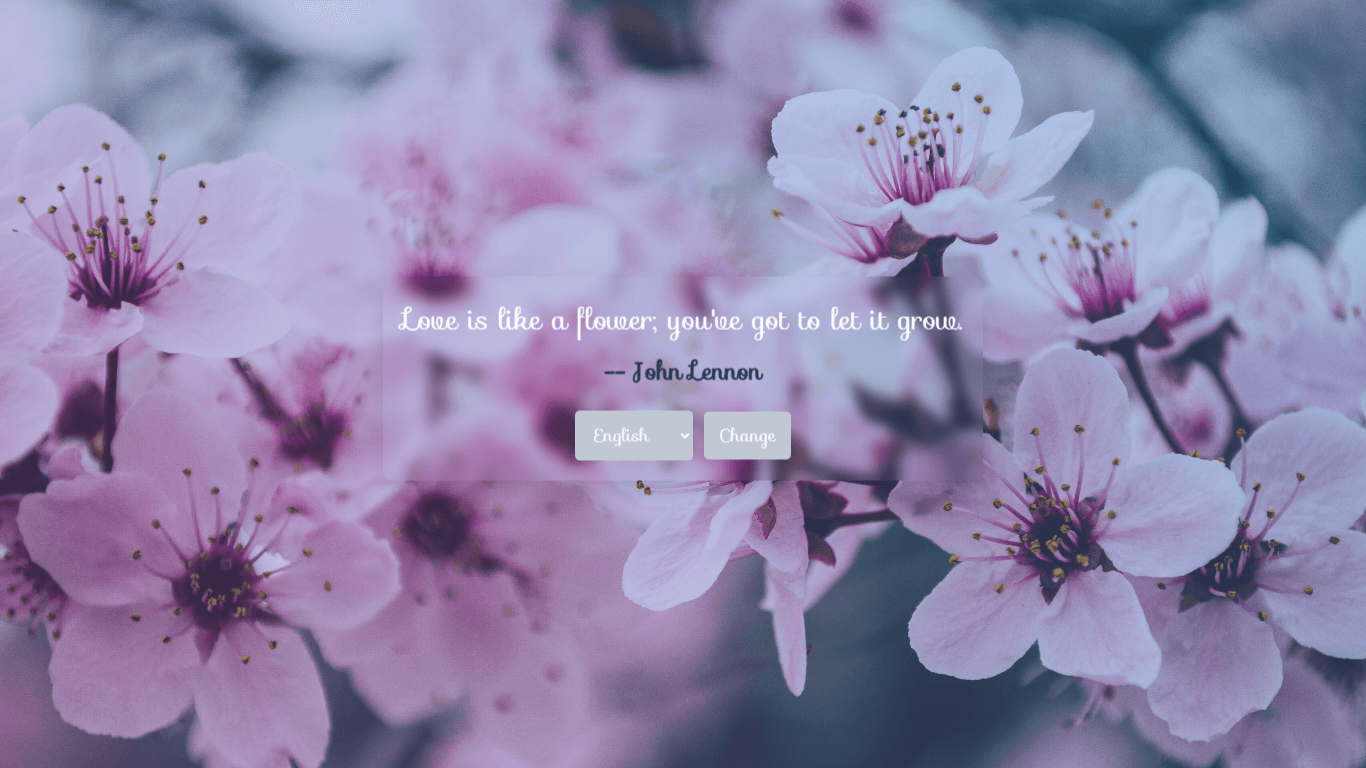 Love is like a flower; you've got to let it grow.
-- John Lennon
English
Change